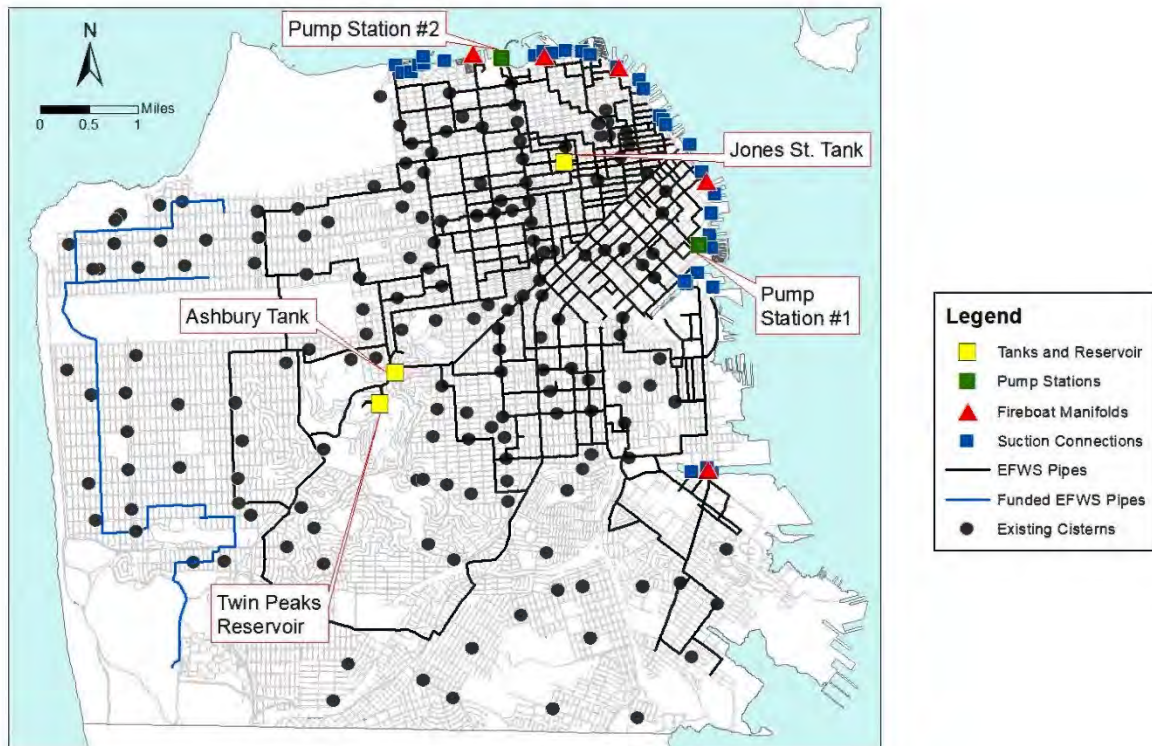 Pump Station #2
N
Miles
0 0.5 1
Jones St. Tank
Ashbury Tank
Pump
Station #1
Twin Peaks
Reservoir
Legend
Tanks and Reservoir
Pump Stations
Fireboat Manifolds
Suction Connections
EFWS Pipes
Funded EFWS Pipes
Existing Cisterns